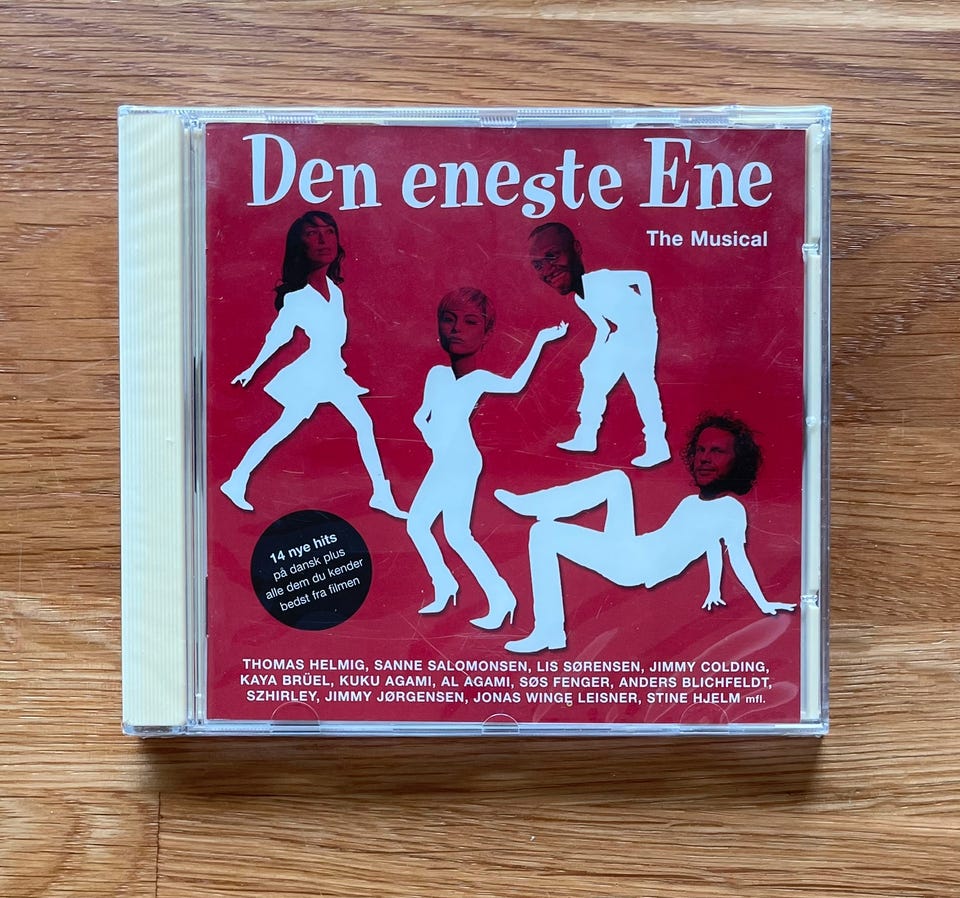 Den eneste Ene
The Musical
14 nye hits
på dansk plus
alle dem du kender
bedst fra filmen
THOMAS HELMIG, SANNE SALOMONSEN, LIS SØRENSEN, JIMMY COLDING,
KAYA BRÜEL, KUKU AGAMI, AL AGAMI, SØS FENGER, ANDERS BLICHFELDT,
SZHIRLEY, JIMMY JØRGENSEN, JONAS WINGE LEISNER, STINE HJELM mfl.